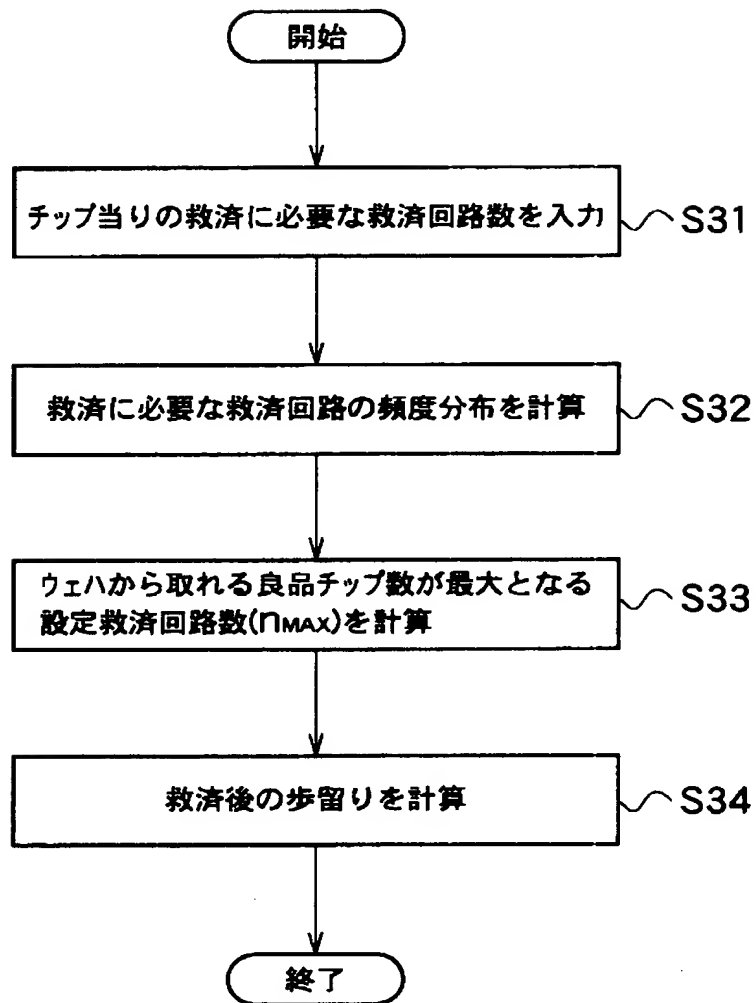 開始
チップ当りの救済に必要な救済回路数を入力
S31
救済に必要な救済回路の頻度分布を計算
S32
ウェハから取れる良品チップ数が最大となる
設定救済回路数(nMAX)を計算
S33
救済後の歩留りを計算
S34
終了